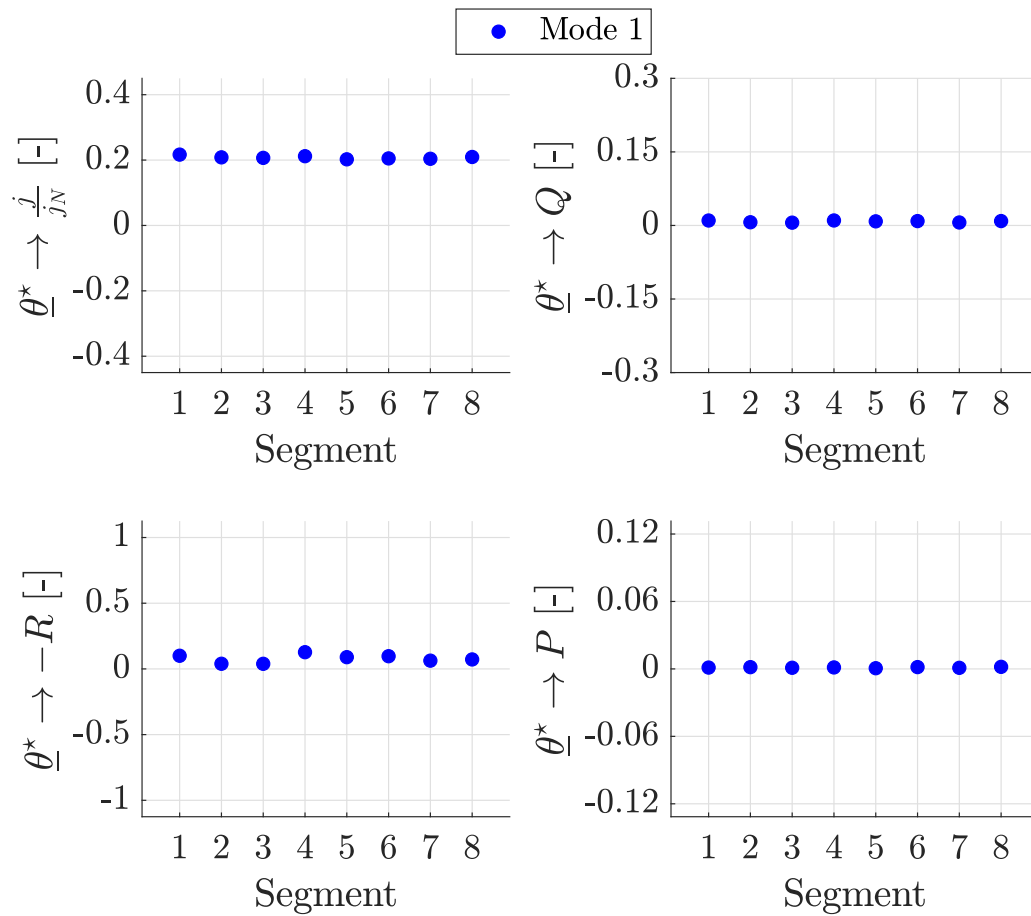 Mode 1
θ* → j/j_N [-]
0.4
0.2
0
-0.2
-0.4
1 2 3 4 5 6 7 8
Segment
θ* → Q [-]
0.3
0.15
0
-0.15
-0.3
1 2 3 4 5 6 7 8
Segment
θ* → −R [-]
1
0.5
0
-0.5
-1
1 2 3 4 5 6 7 8
Segment
θ* → P [-]
0.12
0.06
0
-0.06
-0.12
1 2 3 4 5 6 7 8
Segment